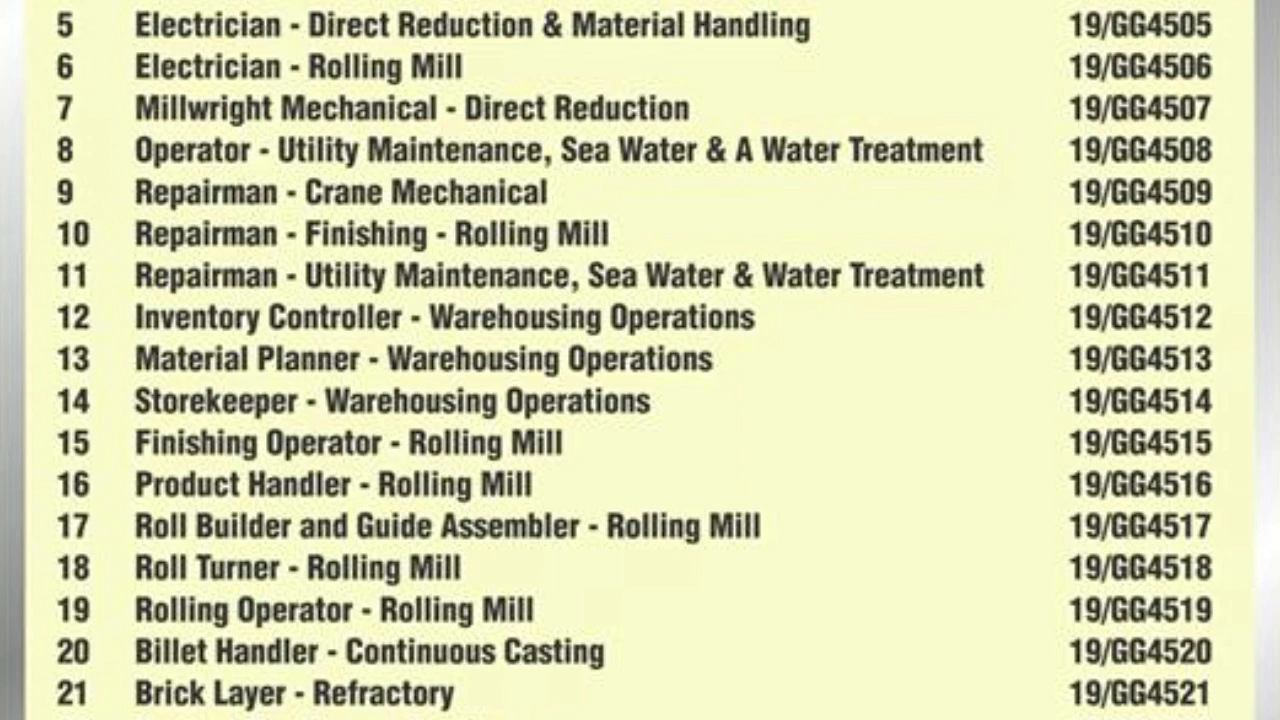 5 Electrician - Direct Reduction & Material Handling 19/GG4505
6 Electrician - Rolling Mill 19/GG4506
7 Millwright Mechanical - Direct Reduction 19/GG4507
8 Operator - Utility Maintenance, Sea Water & A Water Treatment 19/GG4508
9 Repairman - Crane Mechanical 19/GG4509
10 Repairman - Finishing - Rolling Mill 19/GG4510
11 Repairman - Utility Maintenance, Sea Water & Water Treatment 19/GG4511
12 Inventory Controller - Warehousing Operations 19/GG4512
13 Material Planner - Warehousing Operations 19/GG4513
14 Storekeeper - Warehousing Operations 19/GG4514
15 Finishing Operator - Rolling Mill 19/GG4515
16 Product Handler - Rolling Mill 19/GG4516
17 Roll Builder and Guide Assembler - Rolling Mill 19/GG4517
18 Roll Turner - Rolling Mill 19/GG4518
19 Rolling Operator - Rolling Mill 19/GG4519
20 Billet Handler - Continuous Casting 19/GG4520
21 Brick Layer - Refractory 19/GG4521